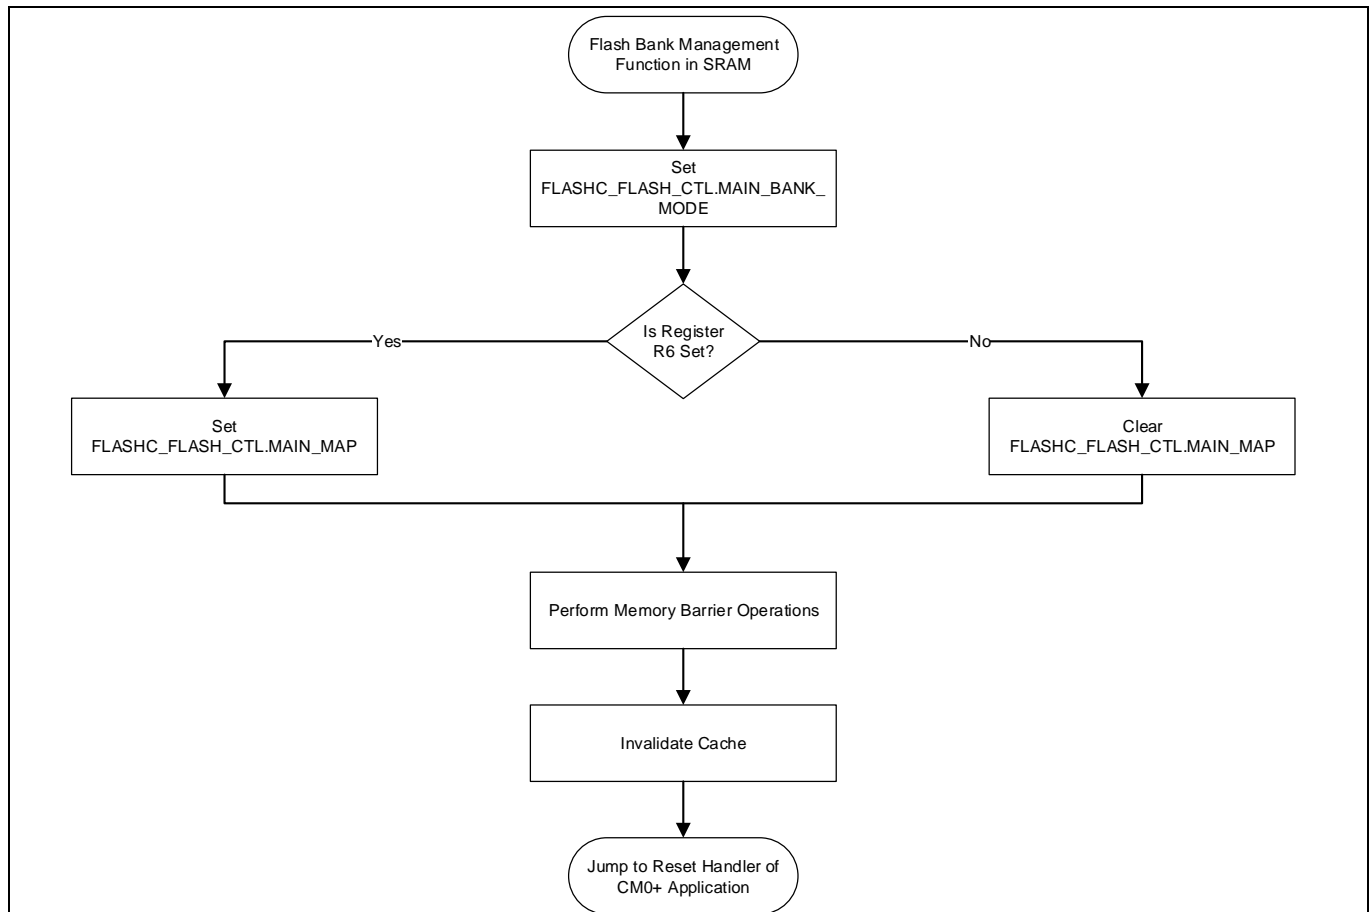 Flash Bank Management
Function in SRAM
Set
FLASHC_FLASH_CTL.MAIN_BANK_
MODE
Is Register
R6 Set?
Yes
No
Set
FLASHC_FLASH_CTL.MAIN_MAP
Clear
FLASHC_FLASH_CTL.MAIN_MAP
Perform Memory Barrier Operations
Invalidate Cache
Jump to Reset Handler of
CM0+ Application